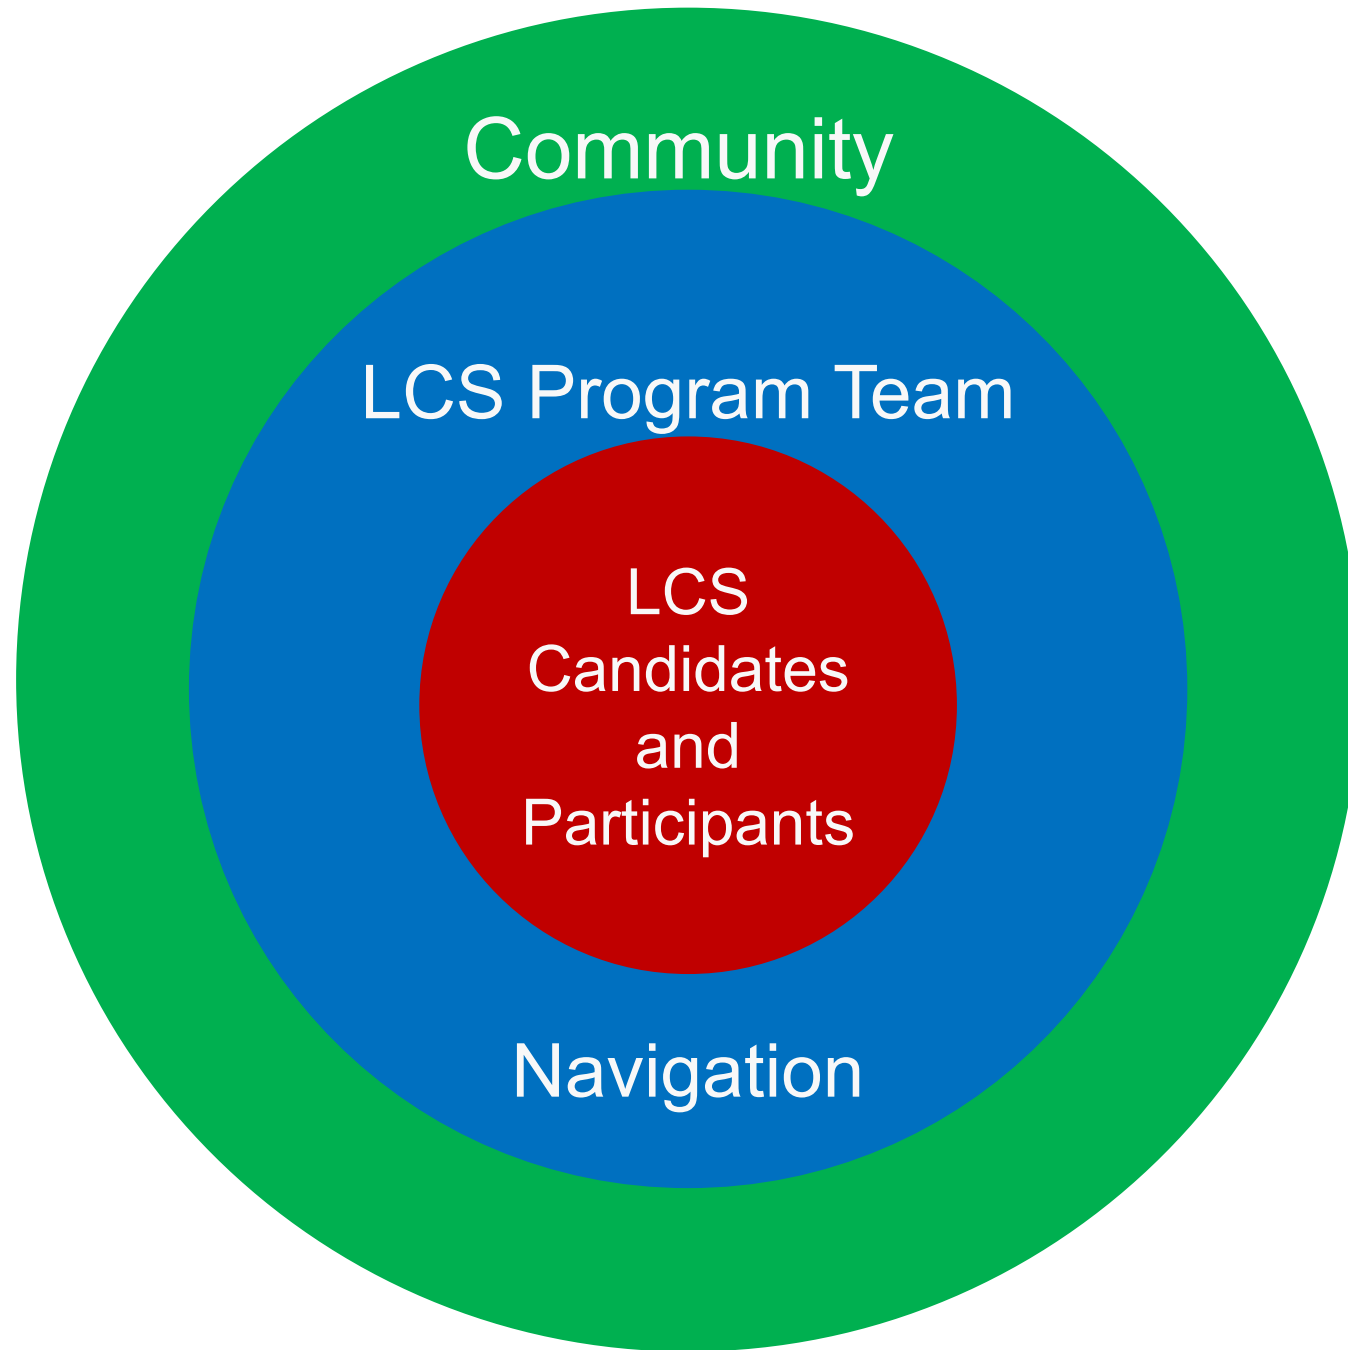 Community
LCS Program Team
LCS
Candidates
and
Participants
Navigation